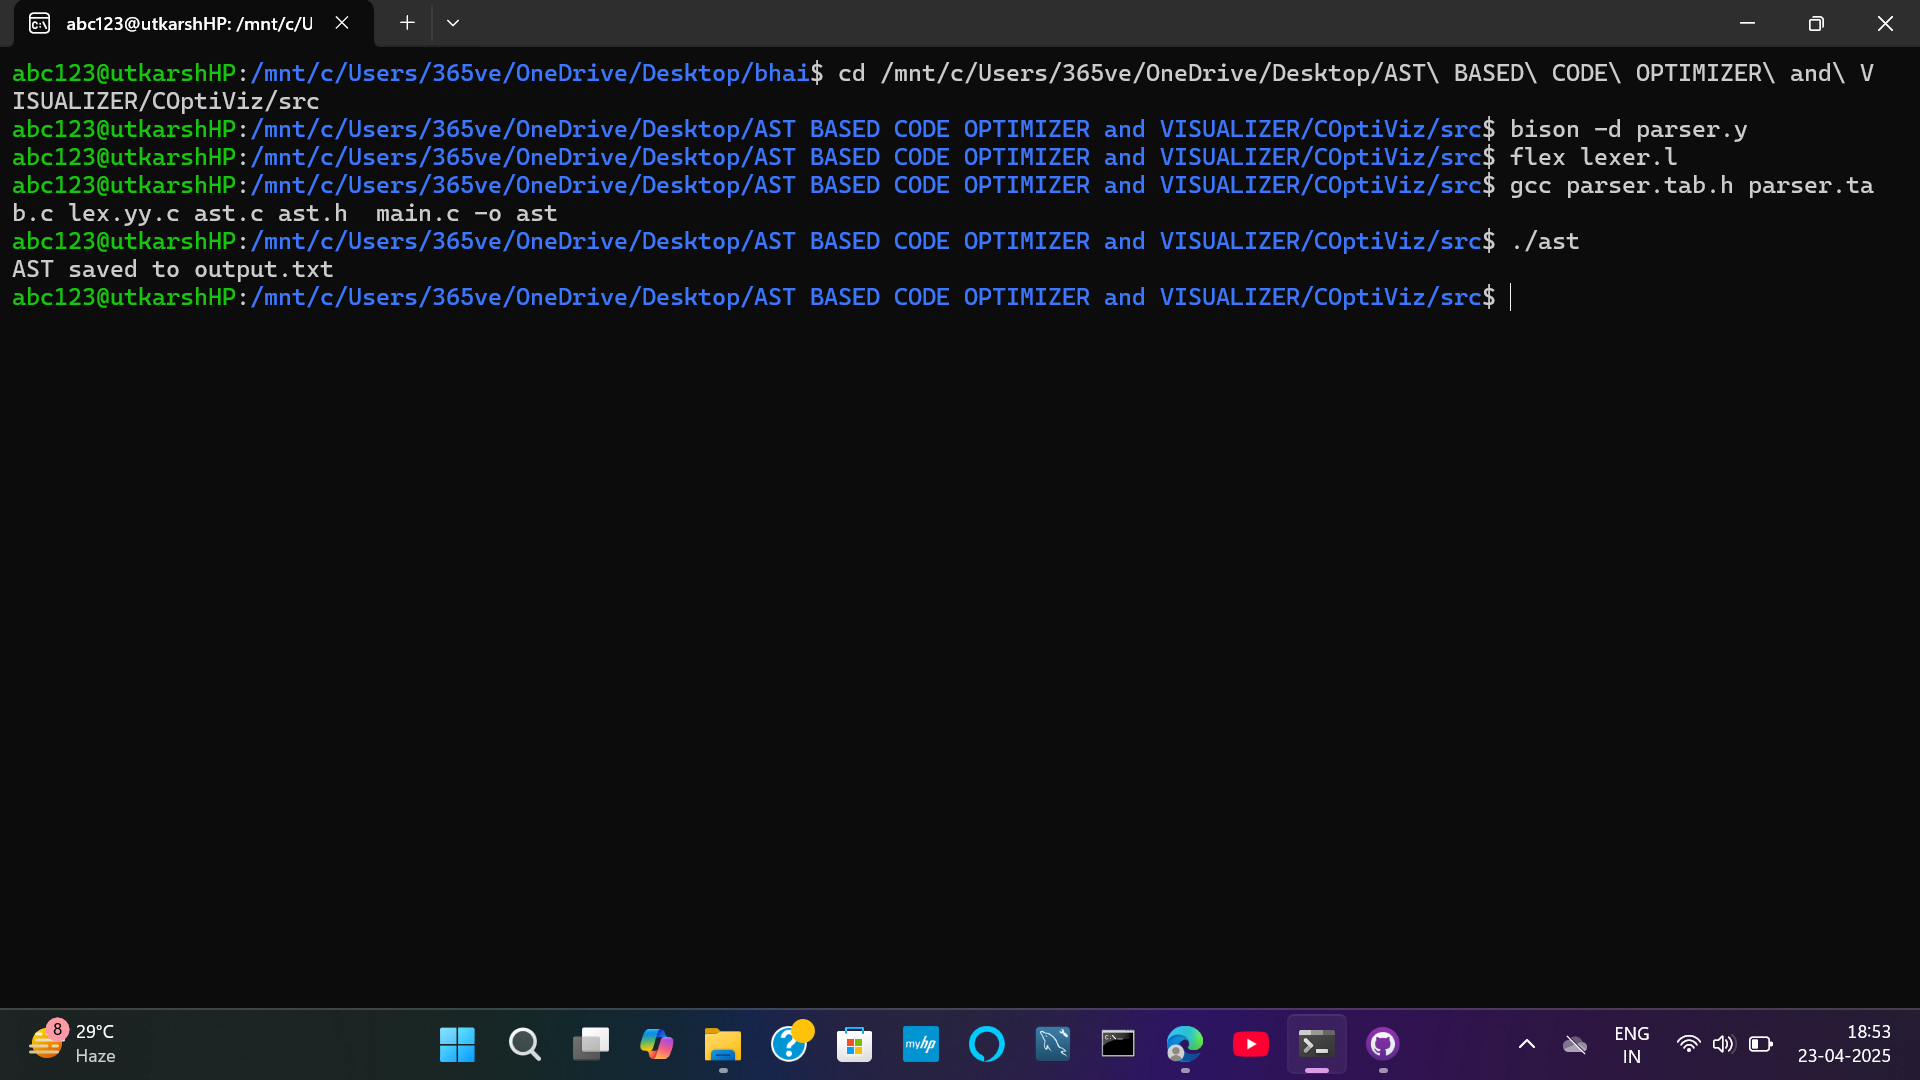 abc123@utkarshHP: /mnt/c/U
abc123@utkarshHP:/mnt/c/Users/365ve/OneDrive/Desktop/bhai$ cd /mnt/c/Users/365ve/OneDrive/Desktop/AST\ BASED\ CODE\ OPTIMIZER\ and\ V
ISUALIZER/COptiViz/src
abc123@utkarshHP:/mnt/c/Users/365ve/OneDrive/Desktop/AST BASED CODE OPTIMIZER and VISUALIZER/COptiViz/src$ bison -d parser.y
abc123@utkarshHP:/mnt/c/Users/365ve/OneDrive/Desktop/AST BASED CODE OPTIMIZER and VISUALIZER/COptiViz/src$ flex lexer.l
abc123@utkarshHP:/mnt/c/Users/365ve/OneDrive/Desktop/AST BASED CODE OPTIMIZER and VISUALIZER/COptiViz/src$ gcc parser.tab.h parser.ta
b.c lex.yy.c ast.c ast.h  main.c -o ast
abc123@utkarshHP:/mnt/c/Users/365ve/OneDrive/Desktop/AST BASED CODE OPTIMIZER and VISUALIZER/COptiViz/src$ ./ast
AST saved to output.txt
abc123@utkarshHP:/mnt/c/Users/365ve/OneDrive/Desktop/AST BASED CODE OPTIMIZER and VISUALIZER/COptiViz/src$
8
29°C
Haze
myhp
ENG
IN
18:53
23-04-2025